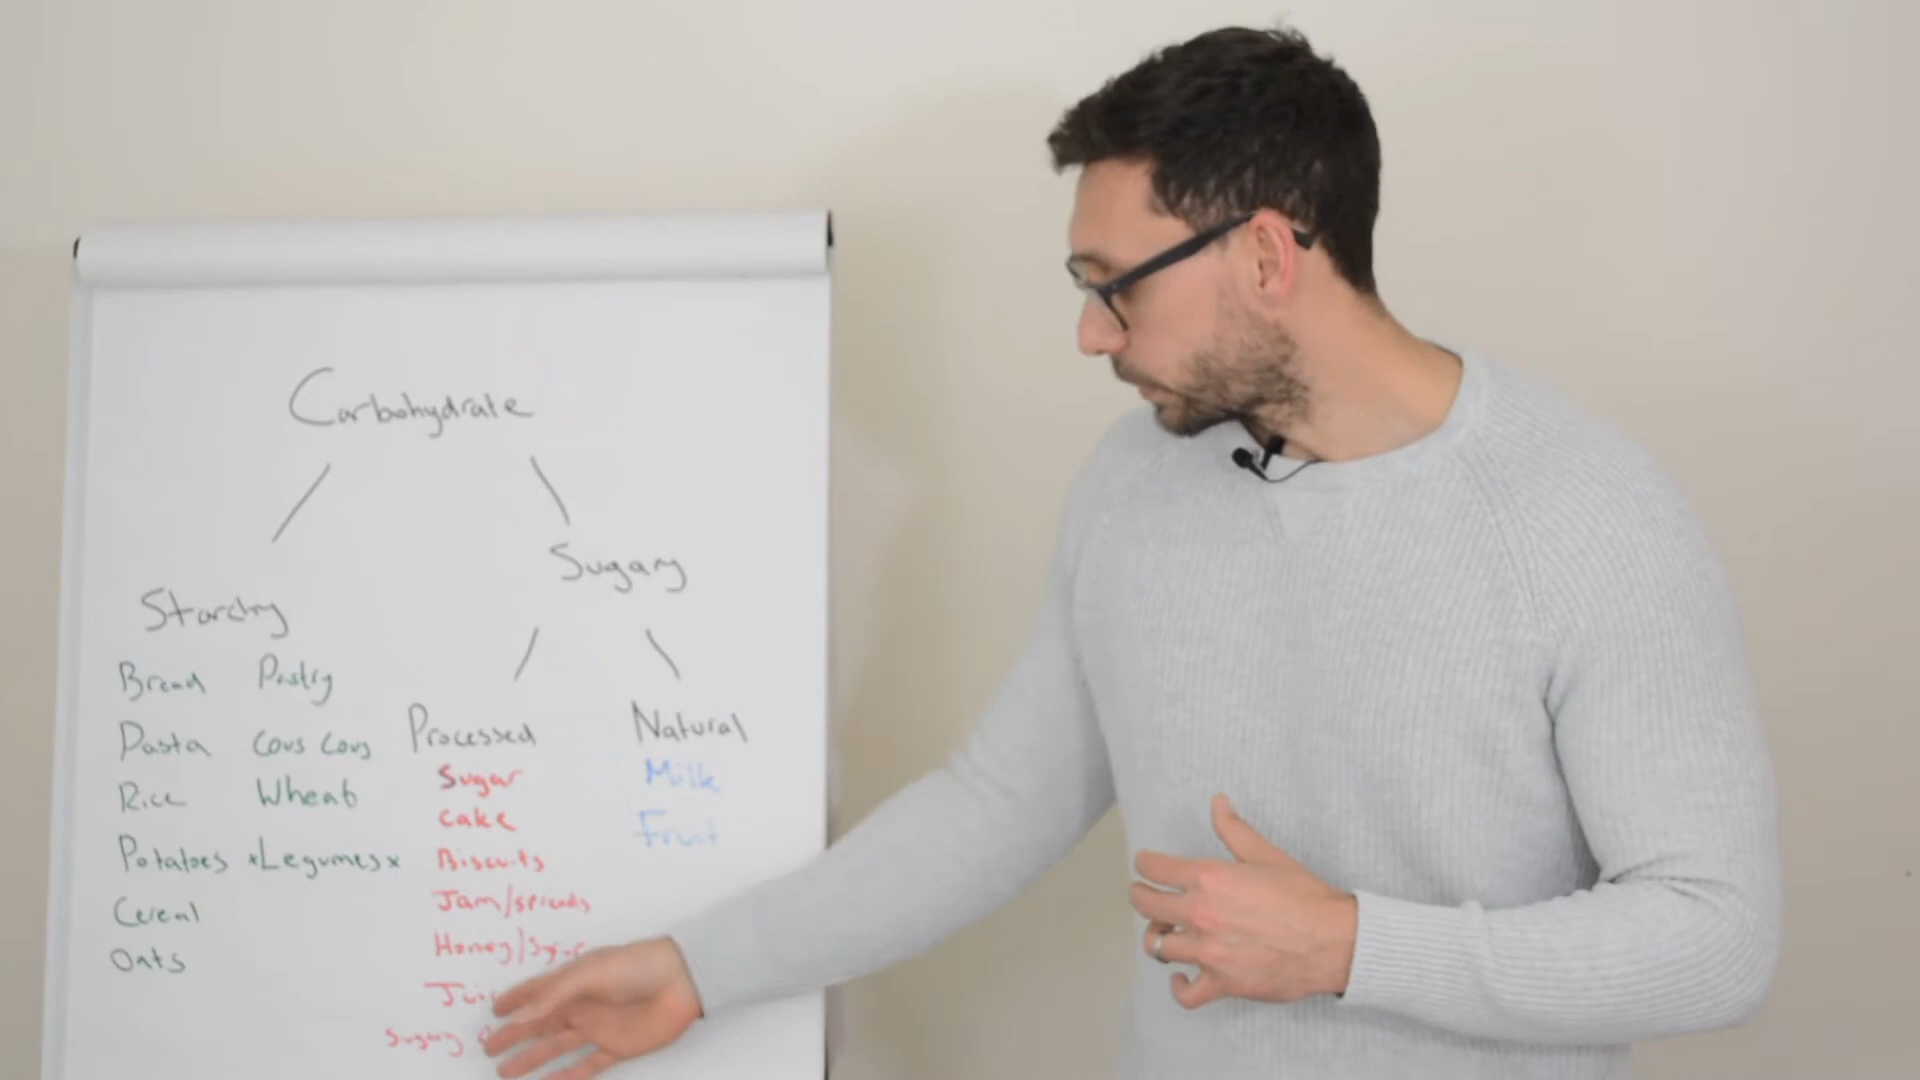 Carbohydrate
Sugary
Starchy
Bread Pastry
Pasta Cous Cous
Rice Wheat
Potatoes *Legumes*
Cereal
Oats
Processed
Sugar
Cake
Biscuits
Jam/spreads
Honey/
Sugary
Natural
Milk
Fruit